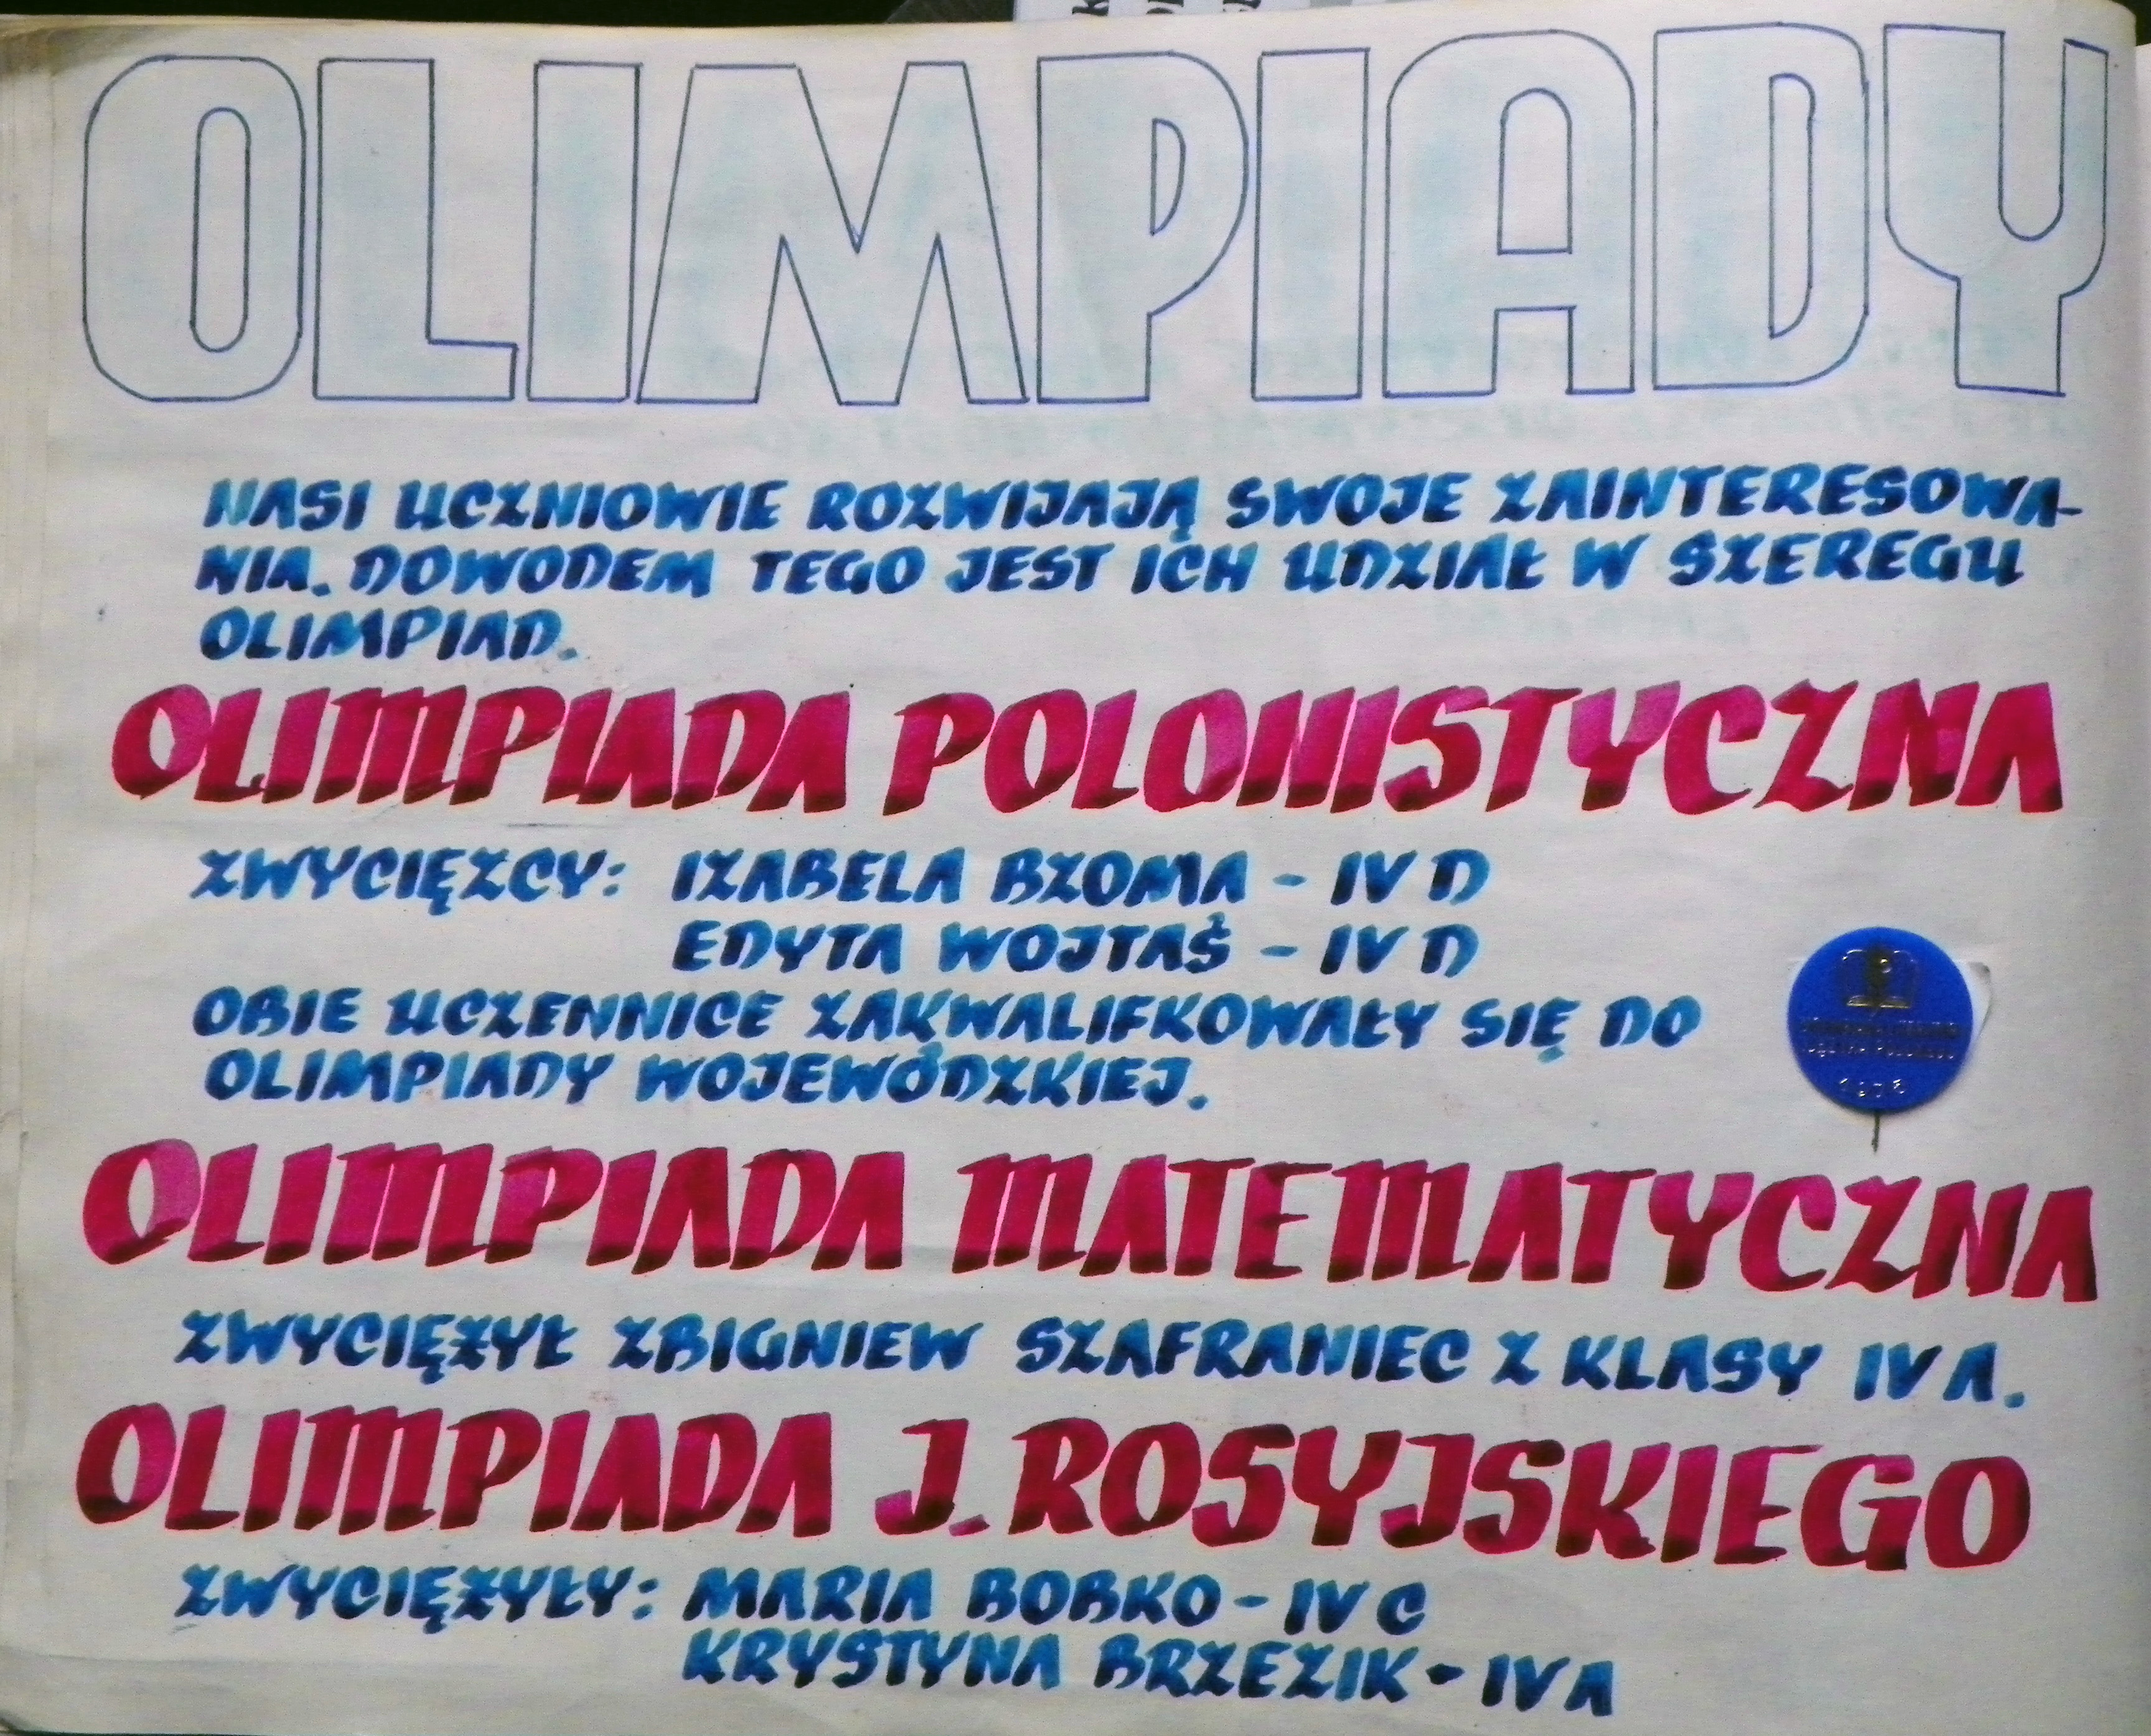 OLIMPIADY
NASI UCZNIOWIE ROZWIJAJĄ SWOJE ZAINTERESOWA-
NIA. DOWODEM TEGO JEST ICH UDZIAŁ W SZEREGU
OLIMPIAD.
OLIMPIADA POLONISTYCZNA
ZWYCIĘZCY: IZABELA BZOMA - IV D
EDYTA WOJTAŚ - IV D
OBIE UCZENNICE ZAKWALIFKOWAŁY SIĘ DO
OLIMPIADY WOJEWÓDZKIEJ.
OLIMPIADA MATEMATYCZNA
ZWYCIĘŻYŁ ZBIGNIEW SZAFRANIEC Z KLASY IV A.
OLIMPIADA J. ROSYJSKIEGO
ZWYCIĘŻYŁY: MARIA BOBKO - IV C
KRYSTYNA BRZEZIK - IV A